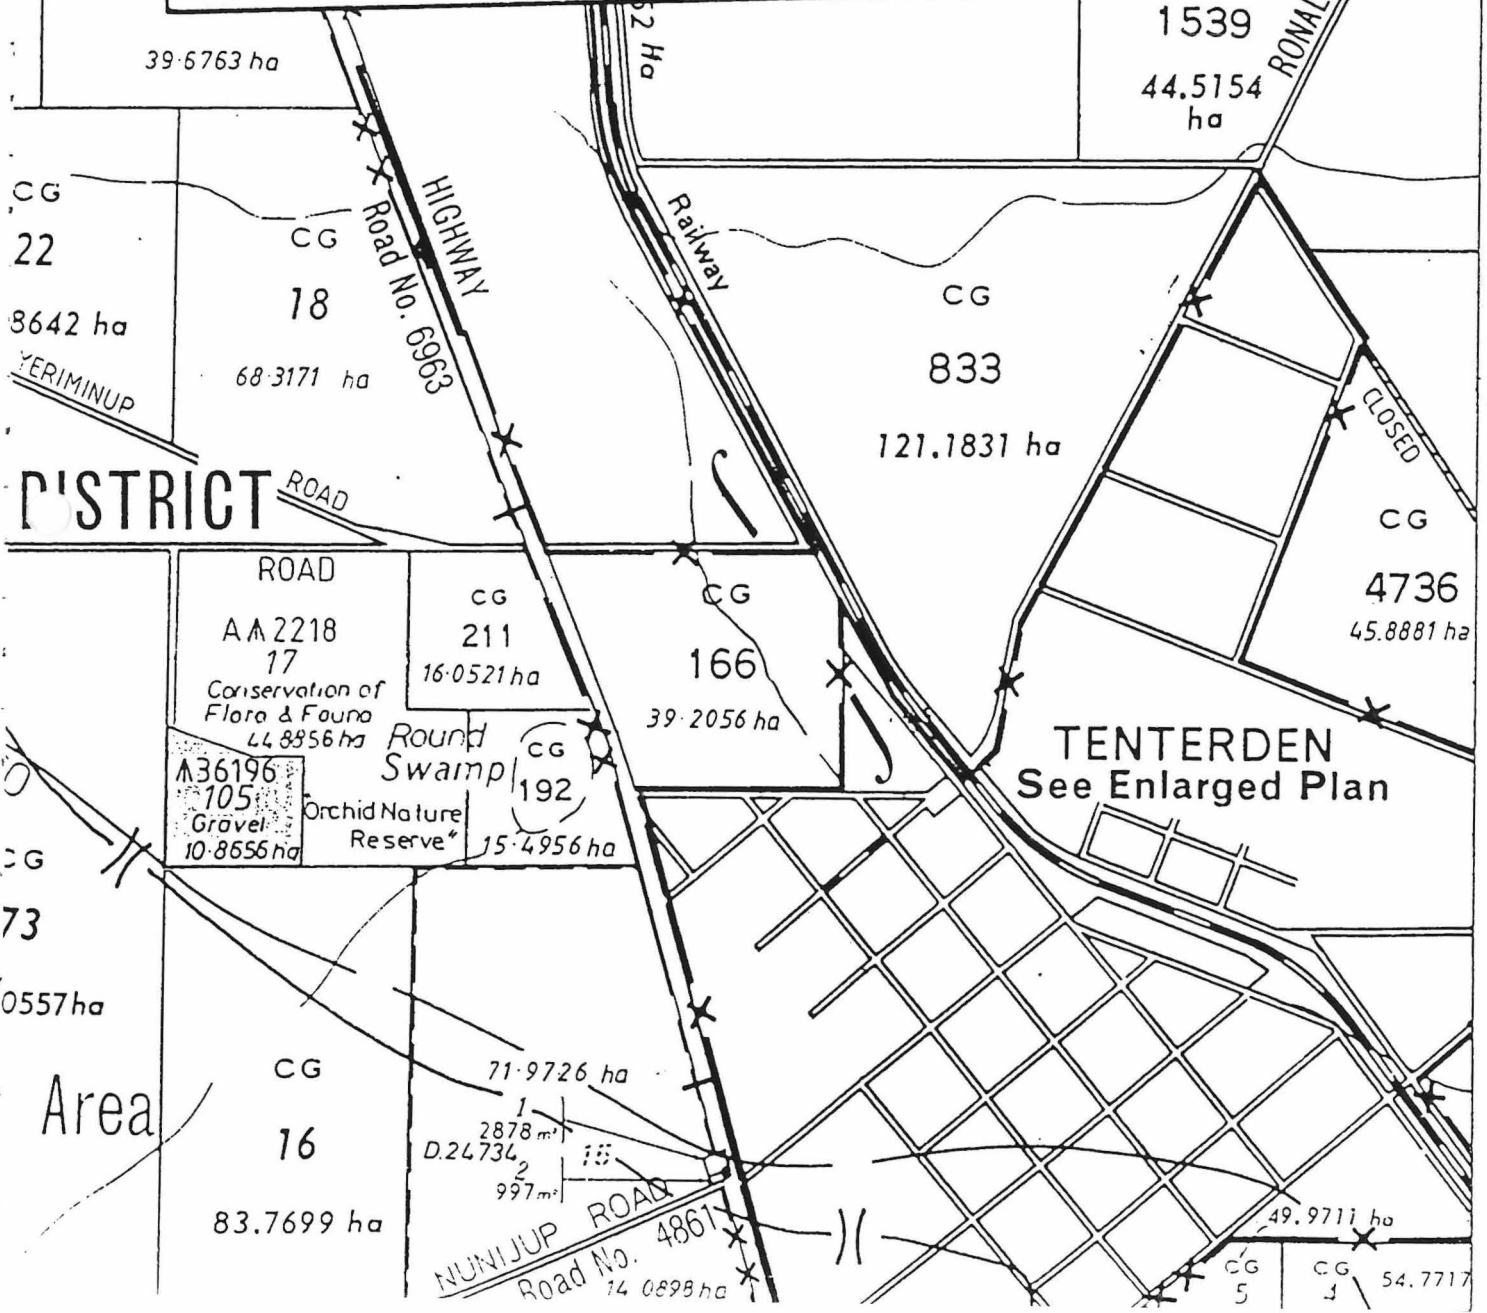 39·6763 ha
1539
44.5154
ha
CG
22
8642 ha
YERIMINUP
ROAD
CG
18
68·3171 ha
HIGHWAY
Road No. 6963
Railway
CG
833
121.1831 ha
CLOSED
CG
4736
45.8881 ha
DISTRICT
ROAD
2218
17
Conservation of
Flora & Fauna
44·8856 ha
"Orchid Nature
Reserve"
36196
105
Gravel
10·8656 ha
CG
211
16·0521 ha
Round
Swamp
CG
192
15·4956 ha
CG
166
39·2056 ha
TENTERDEN
See Enlarged Plan
CG
73
0557 ha
Area
CG
16
83.7699 ha
71·9726 ha
1
2878 m²
D.24734
2
997 m²
15
NUNIJUP ROAD
Road No. 4861
14·0898 ha
49.9711 ha
CG
5
CG
54.7717